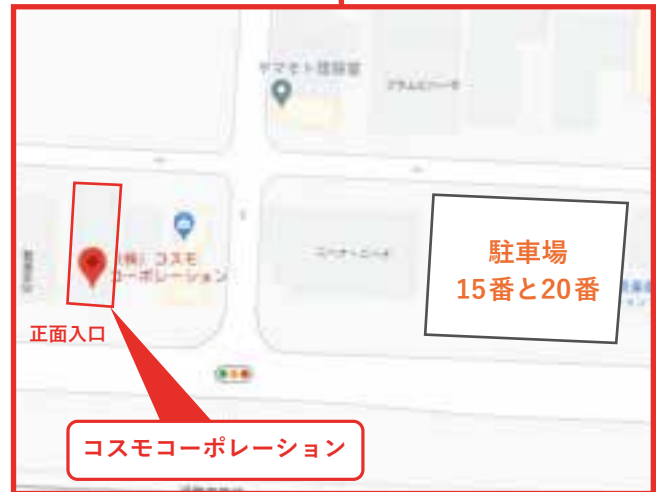 ヤマモト理容室
駐車場
15番と20番
(株) コスモ
コーポレーション
正面入口
コスモコーポレーション